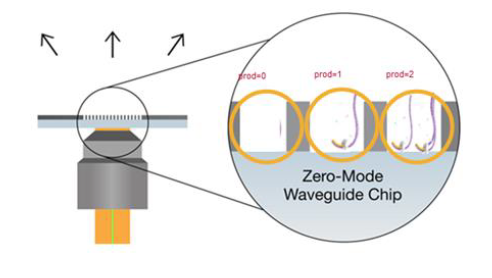 prod=0
prod=1
prod=2
Zero-Mode
Waveguide Chip